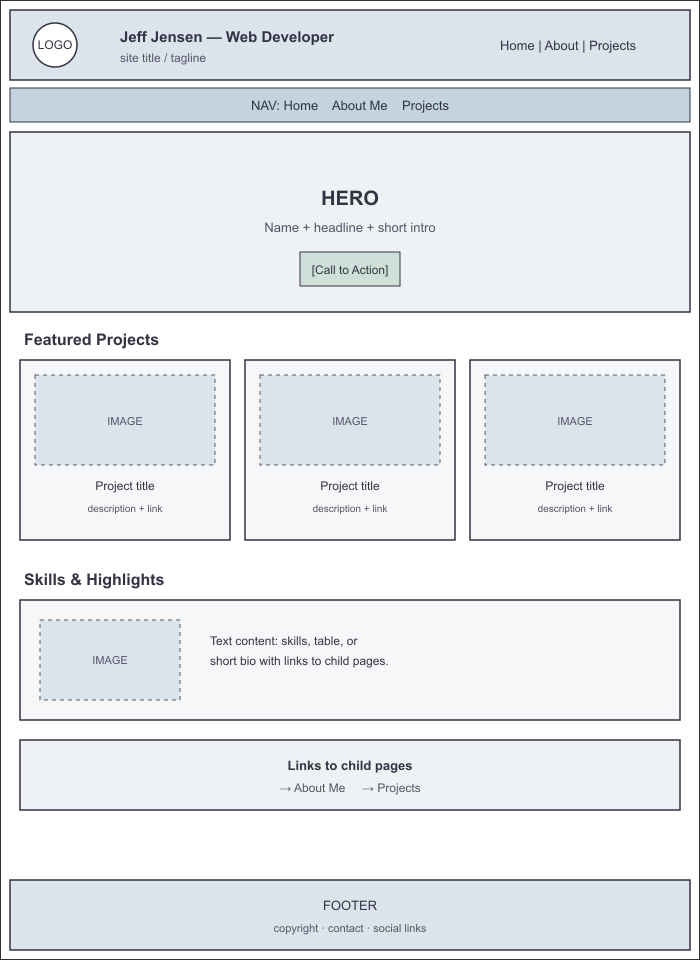 LOGO
Jeff Jensen — Web Developer
site title / tagline
Home | About | Projects
NAV: Home About Me Projects
HERO
Name + headline + short intro
[Call to Action]
Featured Projects
IMAGE
Project title
description + link
IMAGE
Project title
description + link
IMAGE
Project title
description + link
Skills & Highlights
IMAGE
Text content: skills, table, or
short bio with links to child pages.
Links to child pages
→ About Me → Projects
FOOTER
copyright · contact · social links